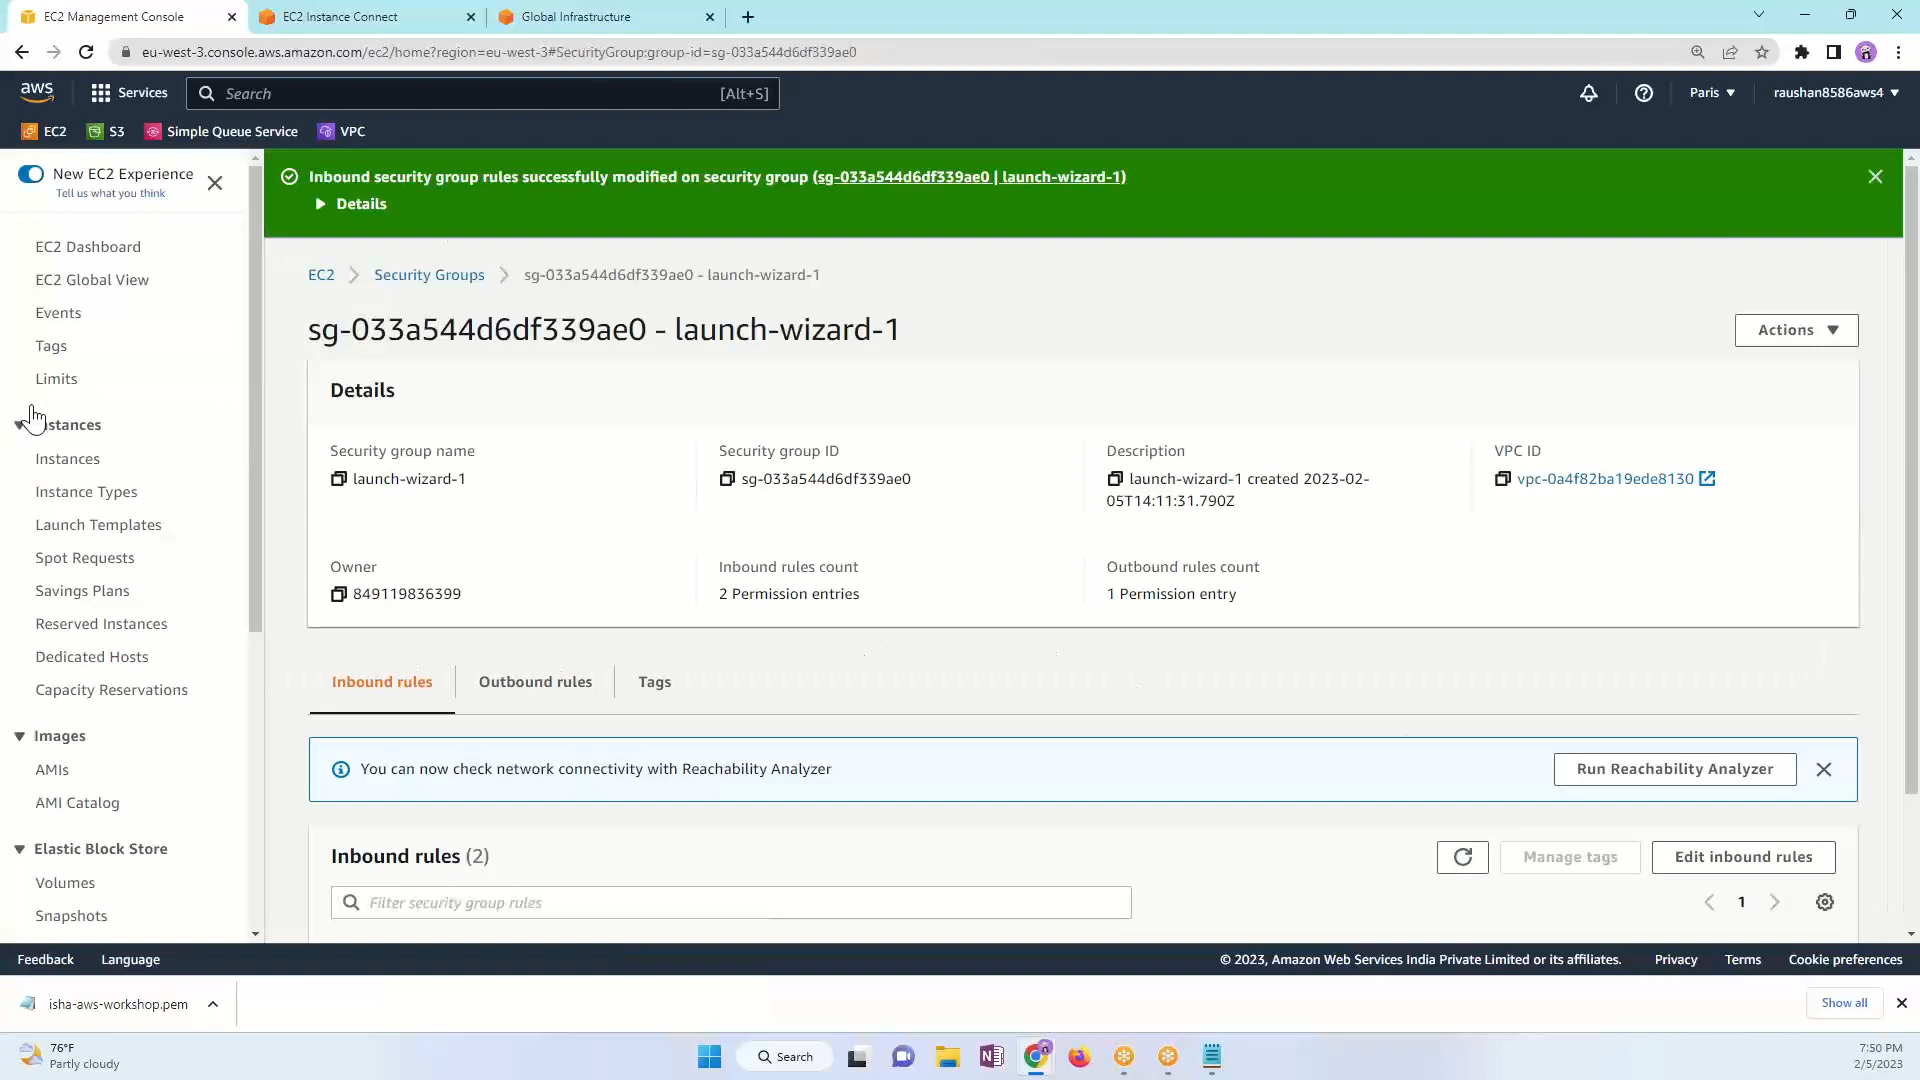 EC2 Management Console
EC2 Instance Connect
Global Infrastructure
eu-west-3.console.aws.amazon.com/ec2/home?region=eu-west-3#SecurityGroup:group-id=sg-033a544d6df339ae0
aws
Services
Search
[Alt+S]
Paris
raushan8586aws4
EC2
S3
Simple Queue Service
VPC
New EC2 Experience
Tell us what you think
EC2 Dashboard
EC2 Global View
Events
Tags
Limits
Instances
Instances
Instance Types
Launch Templates
Spot Requests
Savings Plans
Reserved Instances
Dedicated Hosts
Capacity Reservations
Images
AMIs
AMI Catalog
Elastic Block Store
Volumes
Snapshots
Inbound security group rules successfully modified on security group (sg-033a544d6df339ae0 | launch-wizard-1)
Details
EC2
Security Groups
sg-033a544d6df339ae0 - launch-wizard-1
sg-033a544d6df339ae0 - launch-wizard-1
Actions
Details
Security group name
launch-wizard-1
Security group ID
sg-033a544d6df339ae0
Description
launch-wizard-1 created 2023-02-
05T14:11:31.790Z
VPC ID
vpc-0a4f82ba19ede8130
Owner
849119836399
Inbound rules count
2 Permission entries
Outbound rules count
1 Permission entry
Inbound rules
Outbound rules
Tags
You can now check network connectivity with Reachability Analyzer
Run Reachability Analyzer
Inbound rules (2)
Manage tags
Edit inbound rules
Filter security group rules
1
Feedback
Language
© 2023, Amazon Web Services India Private Limited or its affiliates.
Privacy
Terms
Cookie preferences
isha-aws-workshop.pem
Show all
76°F
Partly cloudy
Search
7:50 PM
2/5/2023